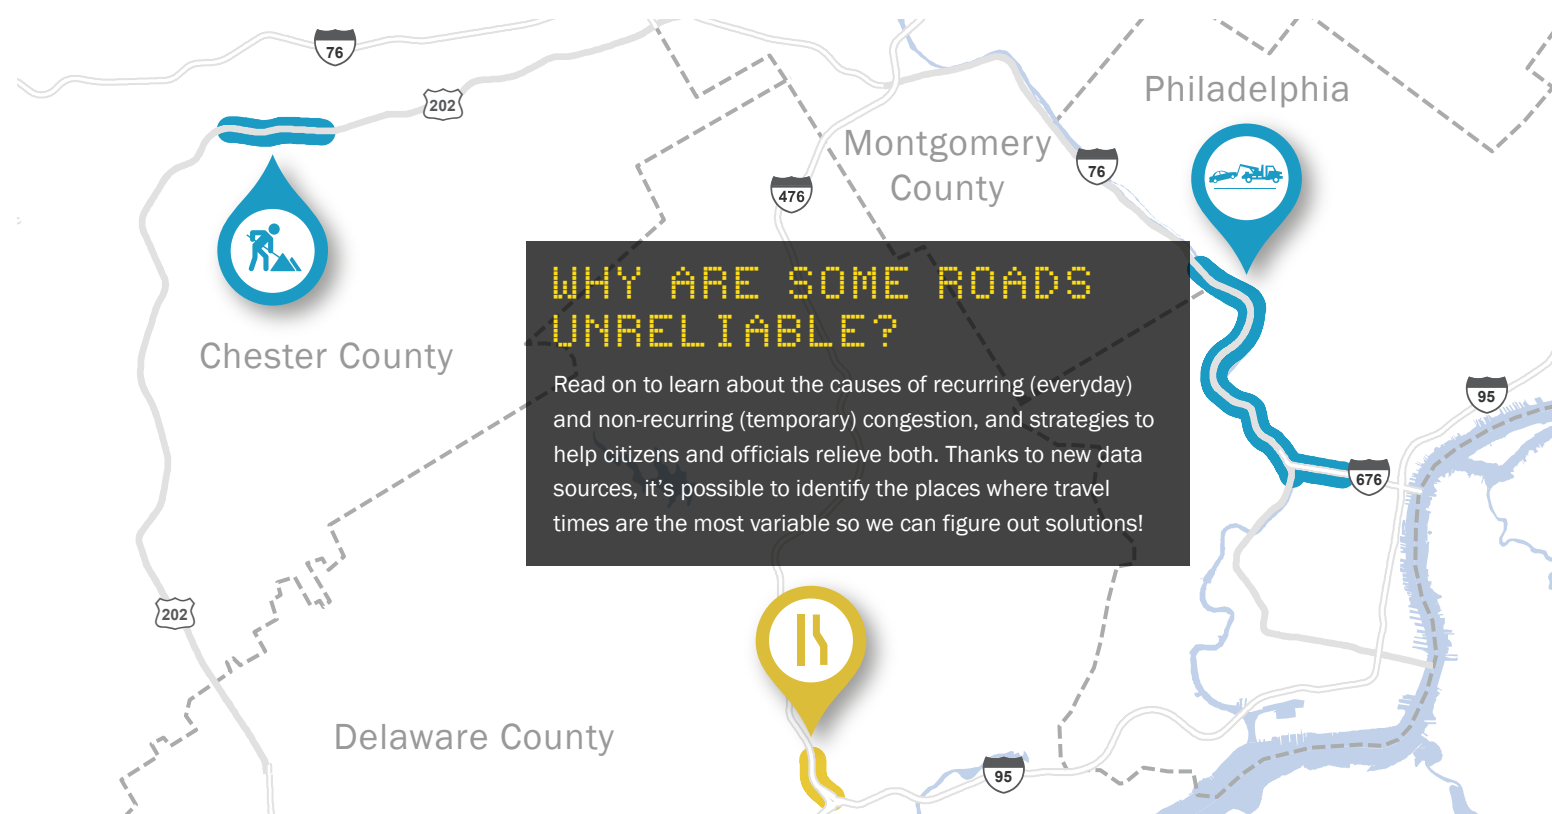 76
202
Philadelphia
Montgomery
County
76
476
WHY ARE SOME ROADS
UNRELIABLE?
Chester County
Read on to learn about the causes of recurring (everyday)
and non-recurring (temporary) congestion, and strategies to
help citizens and officials relieve both. Thanks to new data
sources, it's possible to identify the places where travel
times are the most variable so we can figure out solutions!
95
676
202
Delaware County
95